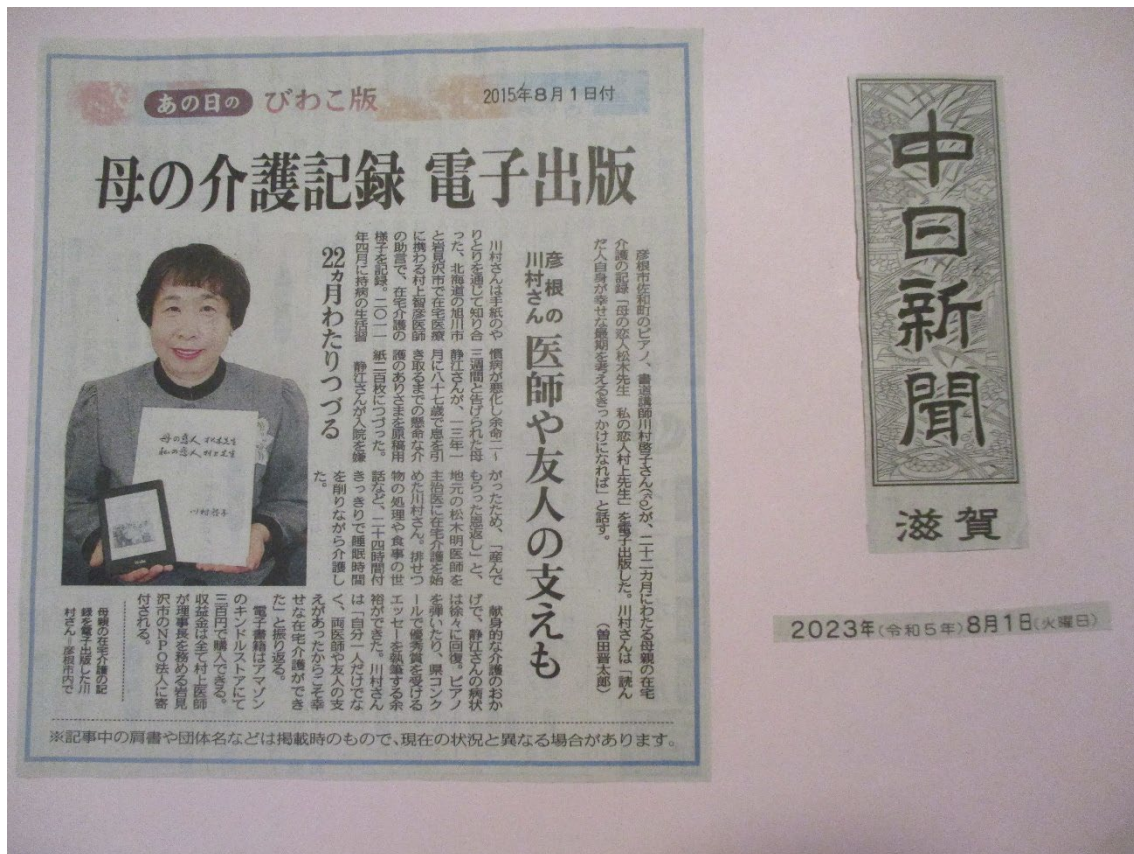 あの日の びわこ版
2015年8月1日付
母の介護記録 電子出版
彦根の
川村さん
医師や友人の支えも
22ヵ月わたりつづる
彦根市佐和町のピアノ、書道講師川村啓子さん
が、二十二カ月にわたる母親の在宅
介護の記録「母の恋人松木先生 私の恋人村上先生」を電子出版した。川村さんは「読ん
だ人自身が幸せな最期を考えるきっかけになれば」と話す。
(曽田晋太郎)
川村さんは手紙のや
りとりを通じて知り合
った、北海道の旭川市
と岩見沢市で在宅医療
に携わる村上智彦医師
の助言で、在宅介護の
様子を記録。二〇一一
年四月に持病の生活習
慣病が悪化し余命二~
三週間と告げられた母
静江さんが、一三年一
月に八十七歳で息を引
き取るまでの懸命な介
護のありさまを原稿用
紙二百枚につづった。
静江さんが入院を嫌
がったため、「産んで
もらった恩返し」と、
地元の松木明医師を
主治医に在宅介護を始
めた川村さん。排せつ
物の処理や食事の世
話など、二十四時間付
きっきりで睡眠時間
を削りながら介護し
た。
献身的な介護のおか
げで、静江さんの病状
は徐々に回復。ピアノ
を弾いたり、県コンク
ールで優秀賞を受ける
エッセーを執筆する余
裕ができた。川村さん
は「自分一人だけでな
く、両医師や友人の支
えがあったからこそ幸
せな在宅介護ができ
た」と振り返る。
電子書籍はアマゾン
のキンドルストアにて
三百円で購入できる。
収益金は全て村上医師
が理事長を務める岩見
沢市のNPO法人に寄
付される。
母親の在宅介護の記
録を電子出版した川
村さん=彦根市内で
母の恋人 松木先生
私の恋人 村上先生
川村啓子
※記事中の肩書や団体名などは掲載時のもので、現在の状況と異なる場合があります。
中日新聞
滋賀
2023年(令和5年)8月1日(火曜日)